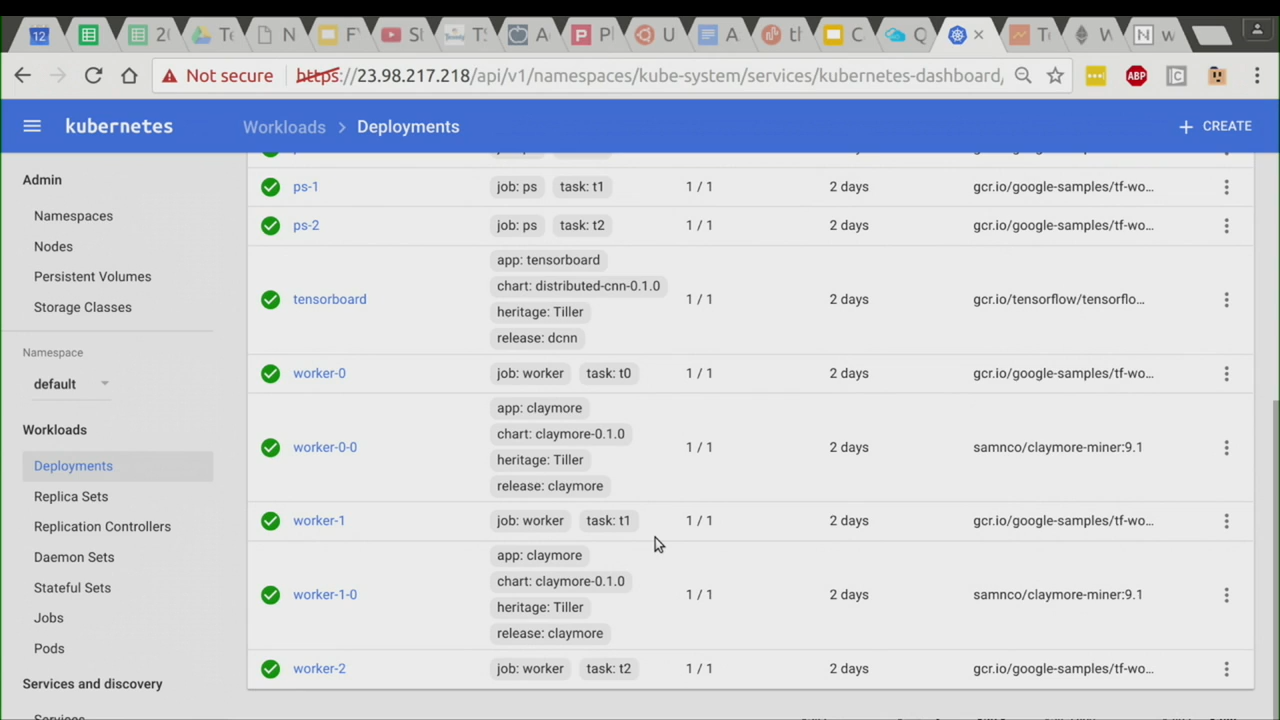 12 2( Te N F\ St TS A Pl U A th C Q × Te W N w
Not secure https://23.98.217.218/api/v1/namespaces/kube-system/services/kubernetes-dashboard, ABP C
kubernetes Workloads > Deployments + CREATE
Admin
Namespaces
Nodes
Persistent Volumes
Storage Classes
Namespace
default
Workloads
Deployments
Replica Sets
Replication Controllers
Daemon Sets
Stateful Sets
Jobs
Pods
Services and discovery
ps-1 job: ps task: t1 1 / 1 2 days gcr.io/google-samples/tf-wo...
ps-2 job: ps task: t2 1 / 1 2 days gcr.io/google-samples/tf-wo...
app: tensorboard
chart: distributed-cnn-0.1.0
tensorboard 1 / 1 2 days gcr.io/tensorflow/tensorflo...
heritage: Tiller
release: dcnn
worker-0 job: worker task: t0 1 / 1 2 days gcr.io/google-samples/tf-wo...
app: claymore
chart: claymore-0.1.0
worker-0-0 1 / 1 2 days samnco/claymore-miner:9.1
heritage: Tiller
release: claymore
worker-1 job: worker task: t1 1 / 1 2 days gcr.io/google-samples/tf-wo...
app: claymore
chart: claymore-0.1.0
worker-1-0 1 / 1 2 days samnco/claymore-miner:9.1
heritage: Tiller
release: claymore
worker-2 job: worker task: t2 1 / 1 2 days gcr.io/google-samples/tf-wo...